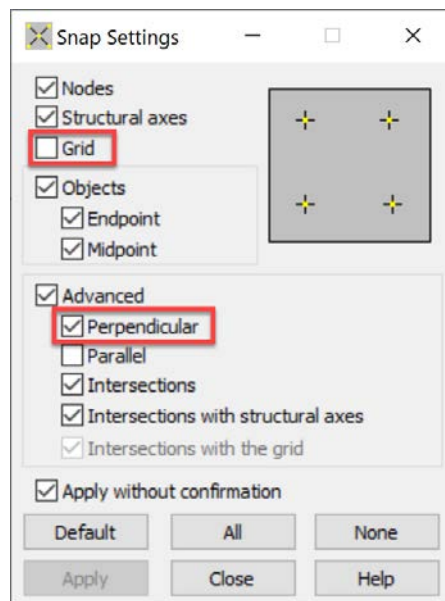 Snap Settings
Nodes
Structural axes
Grid
Objects
Endpoint
Midpoint
Advanced
Perpendicular
Parallel
Intersections
Intersections with structural axes
Intersections with the grid
Apply without confirmation
Default All None
Apply Close Help